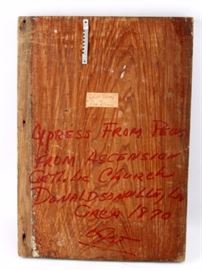 Cypress From Pews
From Ascension
Catholic Church
Donaldsonville, La
Circa 1870